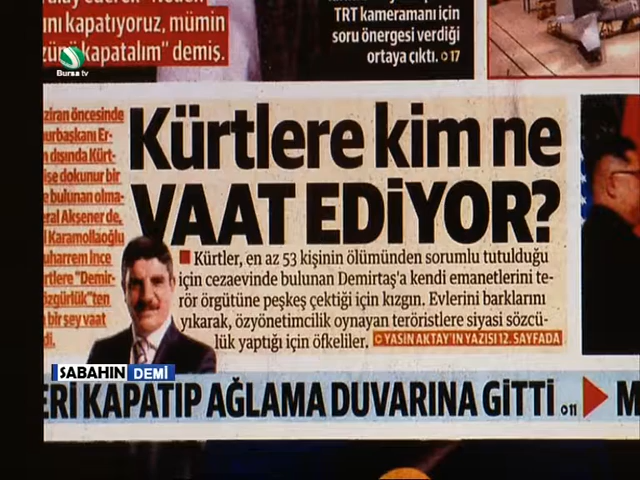 ını kapatıyoruz, mümin
kapatalım" demiş.
TRT kameramanı için
soru önergesi verdiği
ortaya çıktı. 17
Bursa tv
Kürtlere kim ne
VAAT EDİYOR?
ziran öncesinde
urbaşkanı Er-
n dışında Kürt-
ise dokunur bir
e bulunan olma-
eral Akşener de,
l Karamollaoğlu
uharrem İnce
rtlere "Demir-
özgürlük"ten
bir şey vaat
di.
Kürtler, en az 53 kişinin ölümünden sorumlu tutulduğu
için cezaevinde bulunan Demirtaş'a kendi emanetlerini te-
rör örgütüne peşkeş çektiği için kızgın. Evlerini barklarını
yıkarak, özyönetimcilik oynayan teröristlere siyasi sözcü-
lük yaptığı için öfkeliler. YASİN AKTAY'IN YAZISI 12. SAYFADA
SABAHIN DEMİ
ERİ KAPATIP AĞLAMA DUVARINA GİTTİ 11 M